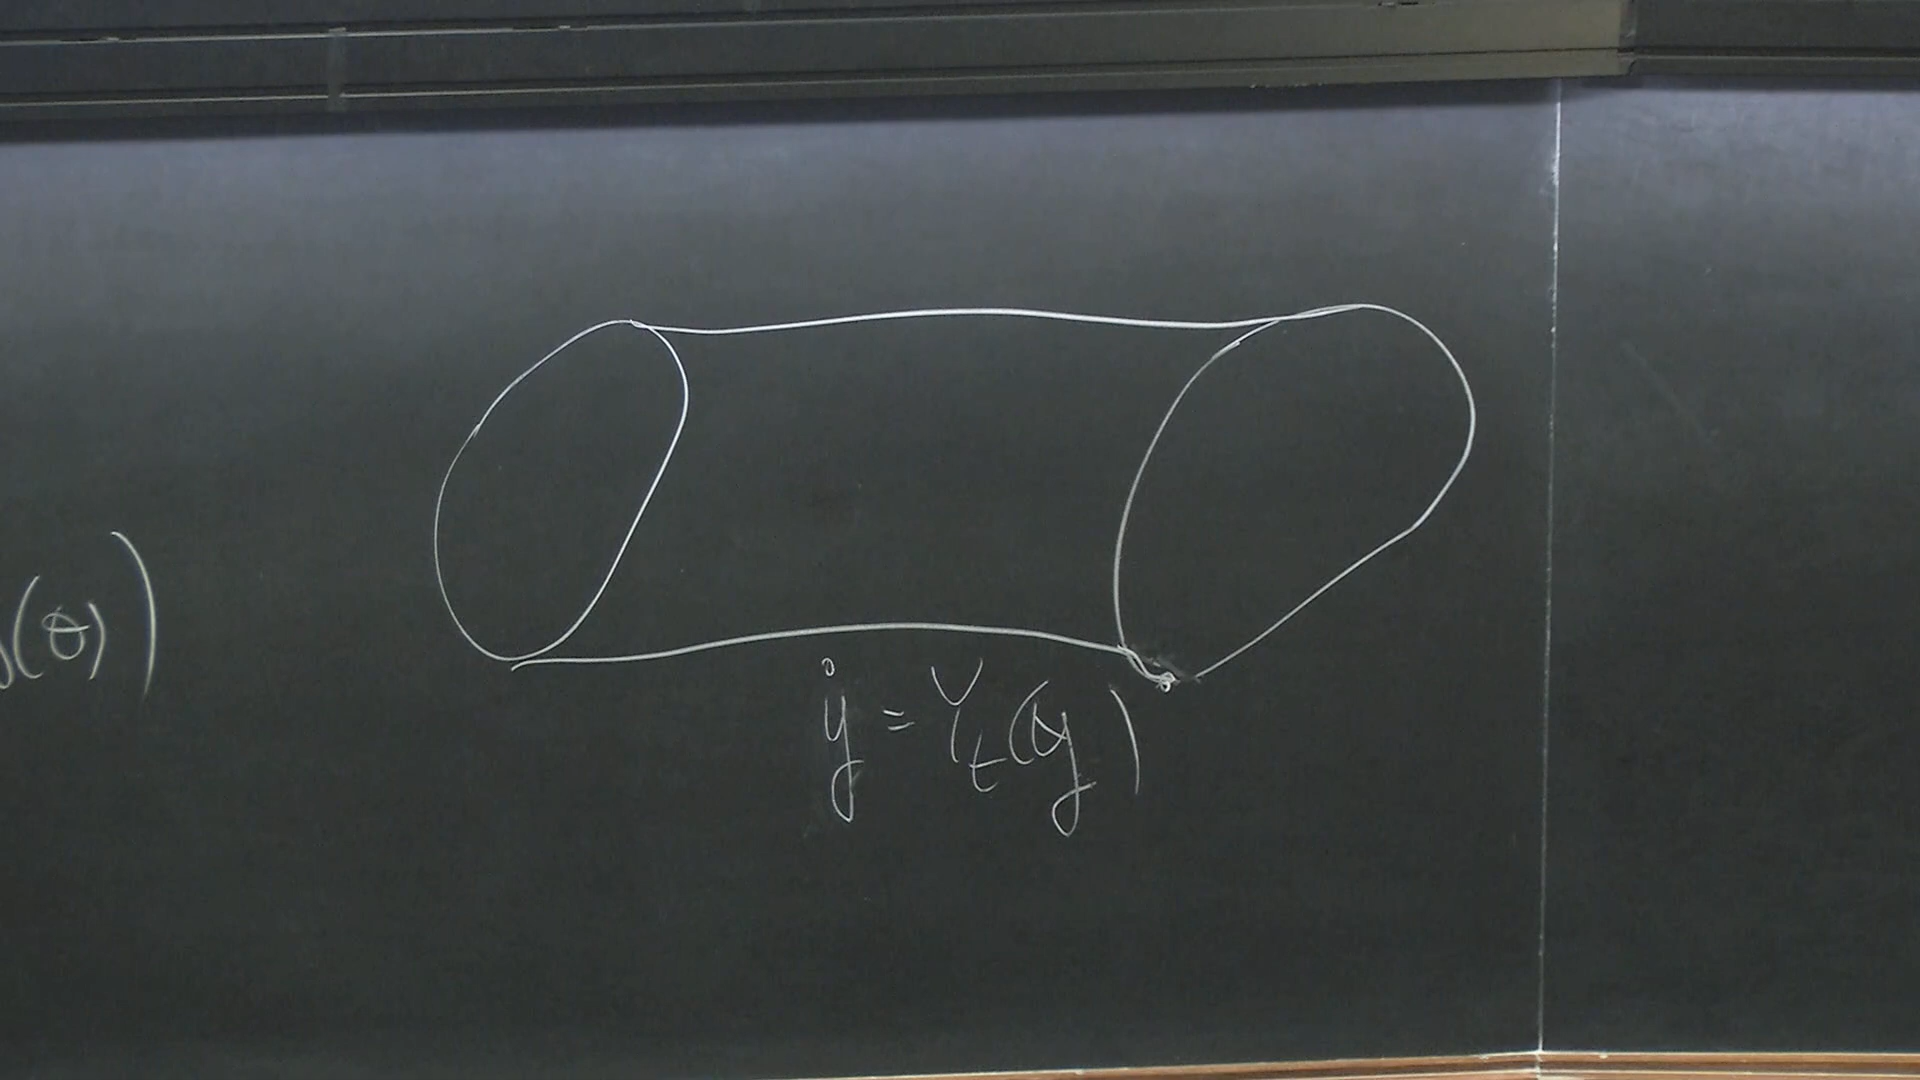 (θ))
ẏ = Y_t(y)